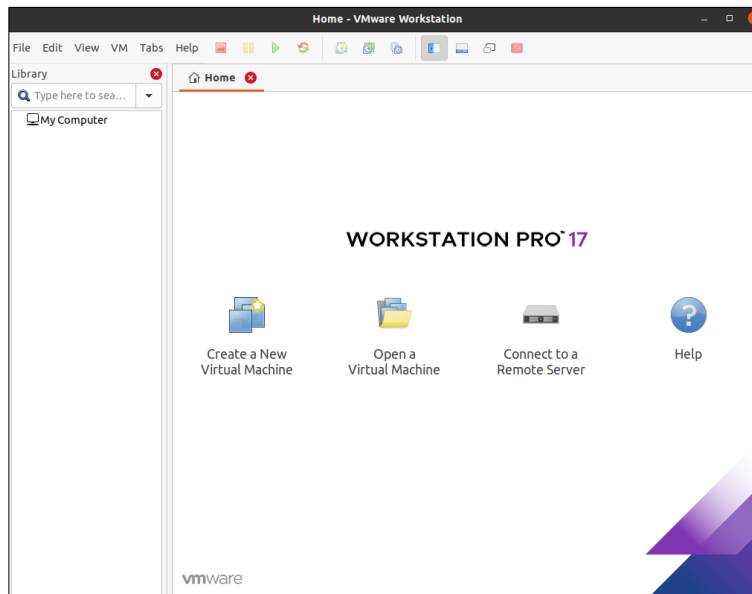 Home - VMware Workstation
File Edit View VM Tabs Help
Library
Home
Type here to sea...
My Computer
WORKSTATION PRO™ 17
Create a New
Virtual Machine
Open a
Virtual Machine
Connect to a
Remote Server
Help
vmware